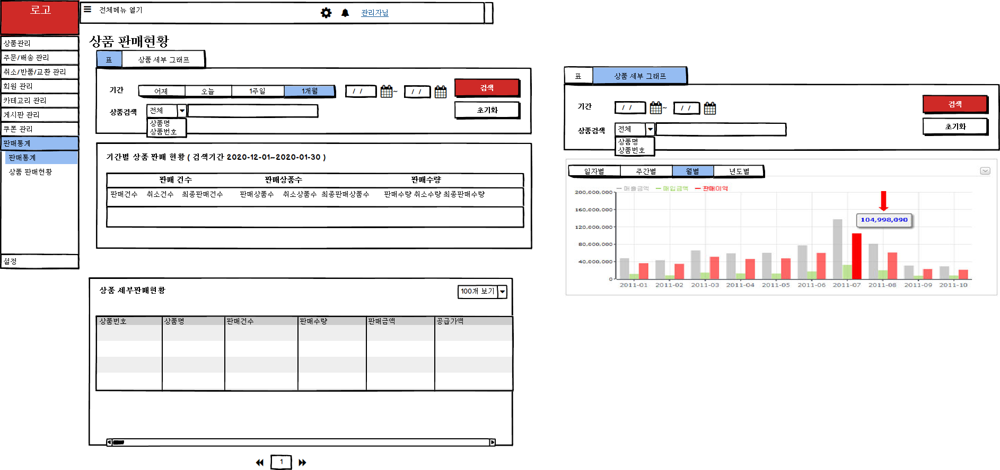 로고
전체메뉴 열기
관리자님
상품관리
주문/배송 관리
취소/반품/교환 관리
회원 관리
카테고리 관리
게시판 관리
쿠폰 관리
판매통계
판매통계
상품 판매현황
설정
상품 판매현황
표 상품 세부 그래프
기간 어제 오늘 1주일 1개월 / / ~ / / 검색
상품검색 전체 초기화
상품명
상품번호
기간별 상품 판매 현황 ( 검색기간 2020-12-01~2020-01-30 )
판매 건수 판매상품수 판매수량
판매건수 취소건수 최종판매건수 판매상품수 취소상품수 최종판매상품수 판매수량 취소수량 최종판매수량
상품 세부판매현황 100개 보기
상품번호 상품명 판매건수 판매수량 판매금액 공급가액
1
표 상품 세부 그래프
기간 / / ~ / / 검색
상품검색 전체 초기화
상품명
상품번호
일자별 주간별 월별 년도별
매출금액 매입금액 판매이익
200,000,000
160,000,000
104,998,090
120,000,000
80,000,000
40,000,000
0
2011-01 2011-02 2011-03 2011-04 2011-05 2011-06 2011-07 2011-08 2011-09 2011-10